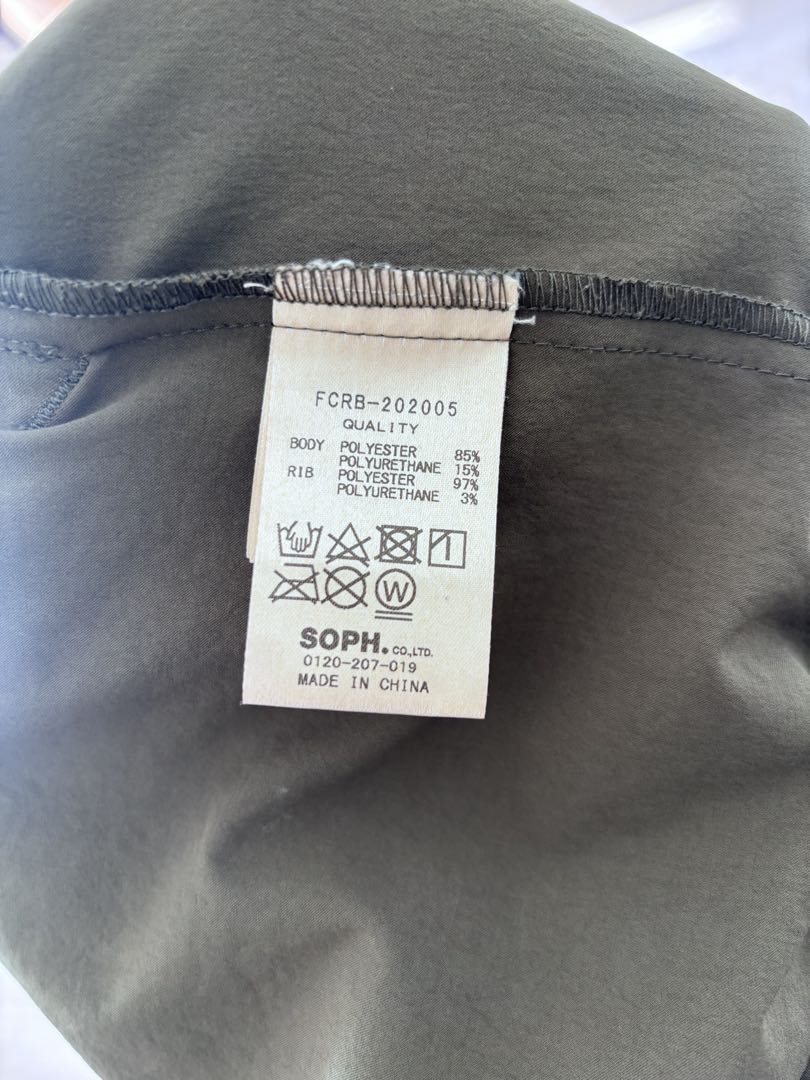 FCRB-202005
QUALITY
BODY POLYESTER 85%
POLYURETHANE 15%
RIB POLYESTER 97%
POLYURETHANE 3%
W
SOPH. CO.,LTD.
0120-207-019
MADE IN CHINA